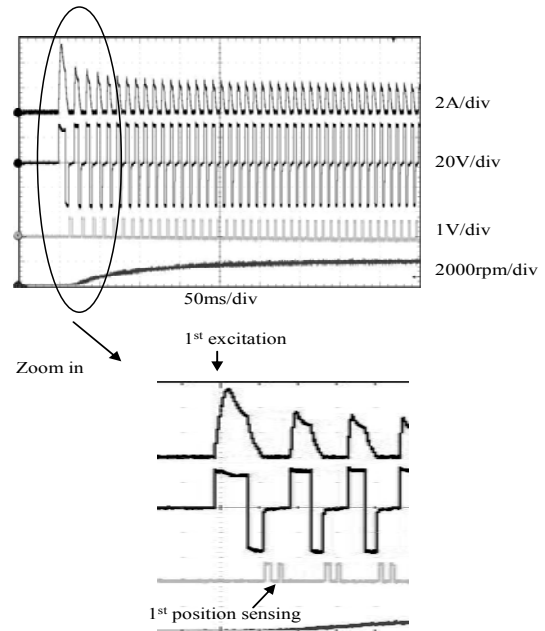 2A/div
20V/div
1V/div
2000rpm/div
50ms/div
1st excitation
Zoom in
1st position sensing